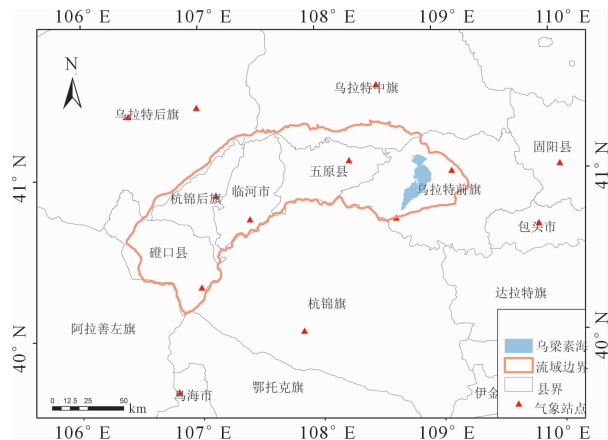 106° E 107° E 108° E 109° E 110° E
N
乌拉特中旗
乌拉特后旗
固阳县
41° N
41° N
五原县
临河市
乌拉特前旗
杭锦后旗
包头市
磴口县
达拉特旗
杭锦旗
阿拉善左旗
40° N
40° N
乌梁素海
流域边界
鄂托克旗
县界
伊金
乌海市
气象站点
0 12.5 25 50
km
106° E 107° E 108° E 109° E 110° E